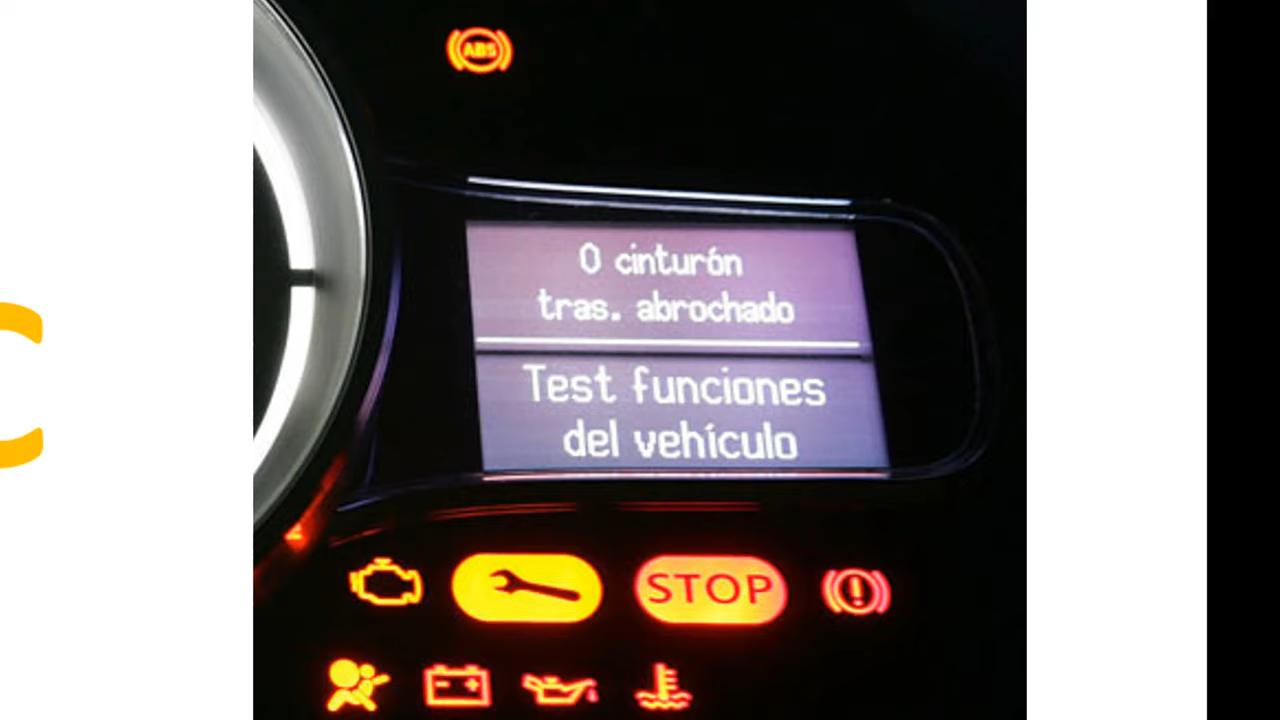 ABS
0 cinturón
tras. abrochado
Test funciones
del vehículo
STOP